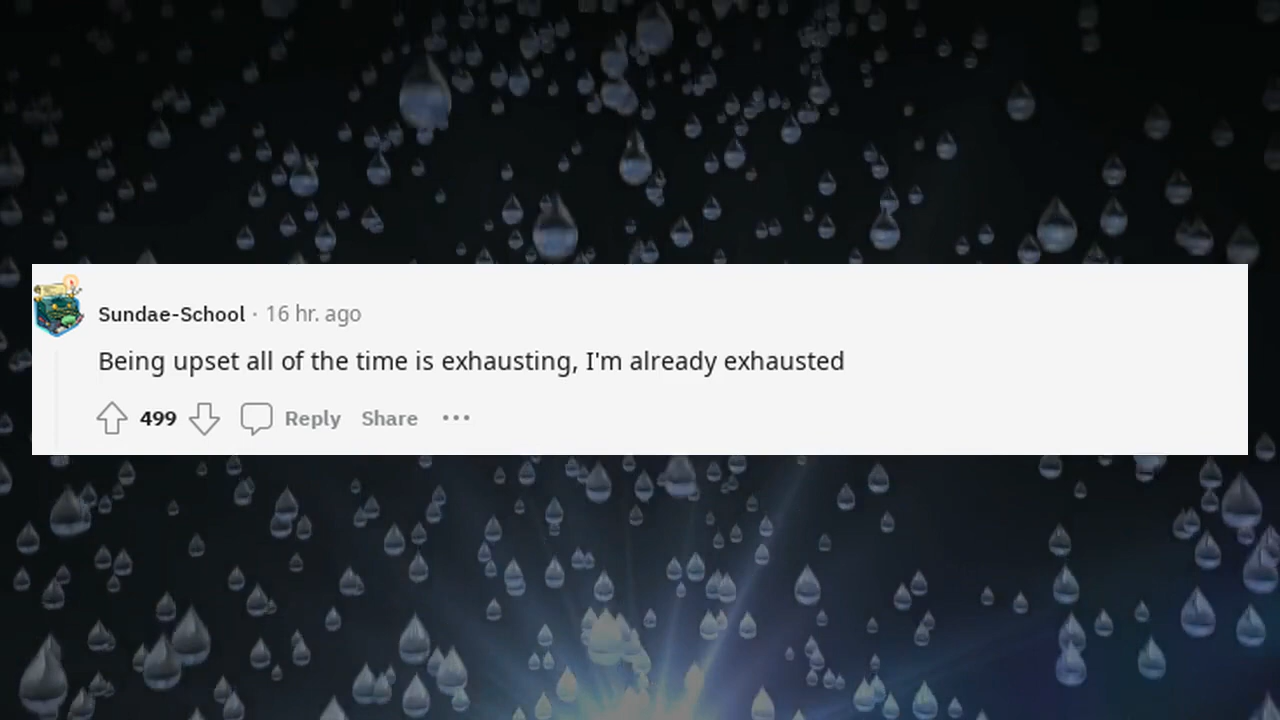 Sundae-School · 16 hr. ago
Being upset all of the time is exhausting, I'm already exhausted
499 Reply Share ···